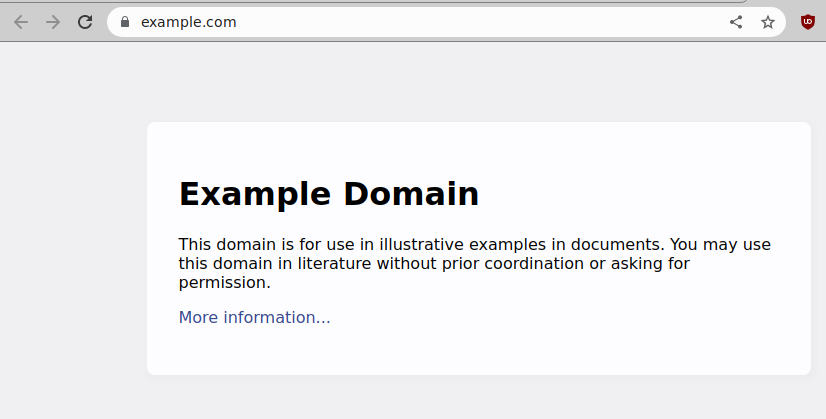 example.com
Example Domain
This domain is for use in illustrative examples in documents. You may use
this domain in literature without prior coordination or asking for
permission.
More information...